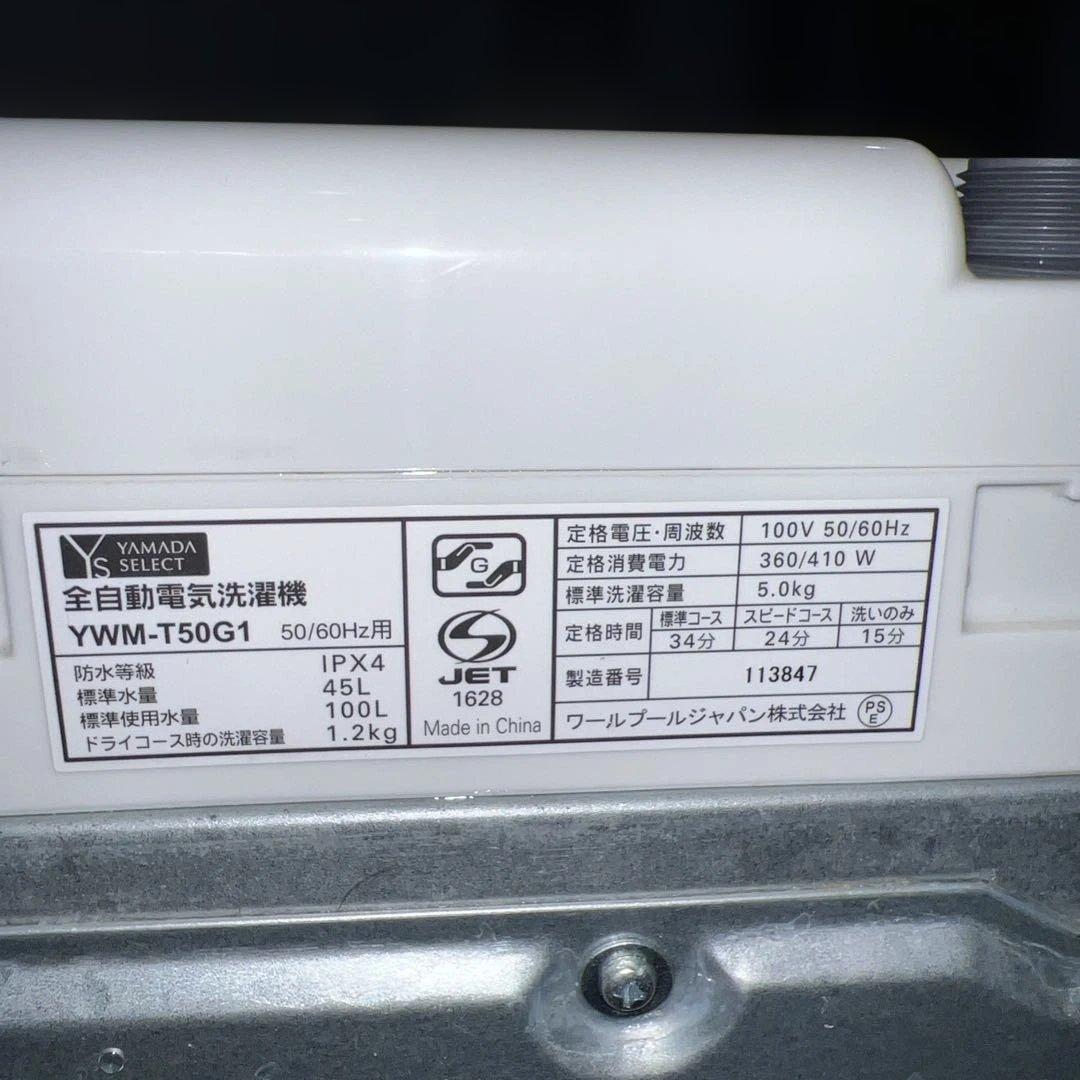 YS YAMADA SELECT
全自動電気洗濯機
YWM-T50G1 50/60Hz用
防水等級 IPX4
標準水量 45L
標準使用水量 100L
ドライコース時の洗濯容量 1.2kg
G
S
JET
1628
Made in China
定格電圧・周波数 100V 50/60Hz
定格消費電力 360/410 W
標準洗濯容量 5.0kg
定格時間 標準コース スピードコース 洗いのみ
34分 24分 15分
製造番号 113847
ワールプールジャパン株式会社 PSE